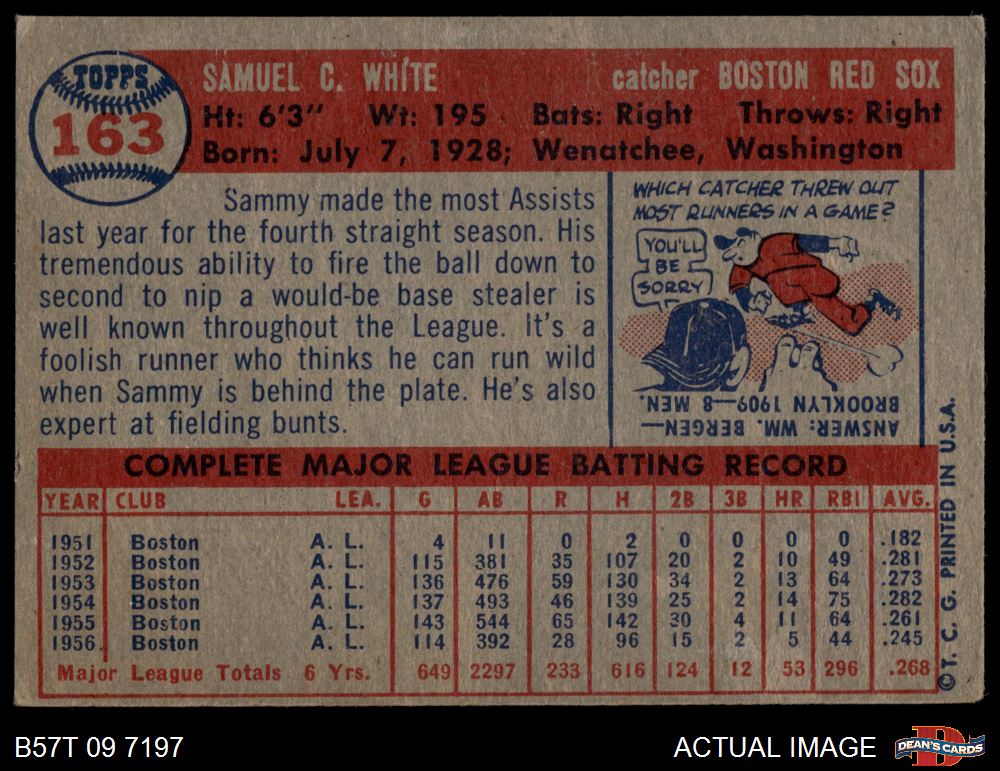 TOPPS
163
SAMUEL C. WHITE catcher BOSTON RED SOX
Ht: 6'3" Wt: 195 Bats: Right Throws: Right
Born: July 7, 1928; Wenatchee, Washington
Sammy made the most Assists
last year for the fourth straight season. His
tremendous ability to fire the ball down to
second to nip a would-be base stealer is
well known throughout the League. It's a
foolish runner who thinks he can run wild
when Sammy is behind the plate. He's also
expert at fielding bunts.
WHICH CATCHER THREW OUT
MOST RUNNERS IN A GAME?
YOU'LL
BE
SORRY
ANSWER: WM. BERGEN—
BROOKLYN 1909—8 MEN.
COMPLETE MAJOR LEAGUE BATTING RECORD
YEAR CLUB LEA. G AB R H 2B 3B HR RBI AVG.
1951 Boston A. L. 4 11 0 2 0 0 0 0 .182
1952 Boston A. L. 115 381 35 107 20 2 10 49 .281
1953 Boston A. L. 136 476 59 130 34 2 13 64 .273
1954 Boston A. L. 137 493 46 139 25 2 14 75 .282
1955 Boston A. L. 143 544 65 142 30 4 11 64 .261
1956 Boston A. L. 114 392 28 96 15 2 5 44 .245
Major League Totals 6 Yrs. 649 2297 233 616 124 12 53 296 .268
©T. C. G. PRINTED IN U.S.A.
B57T 09 7197
ACTUAL IMAGE
DEAN'S CARDS